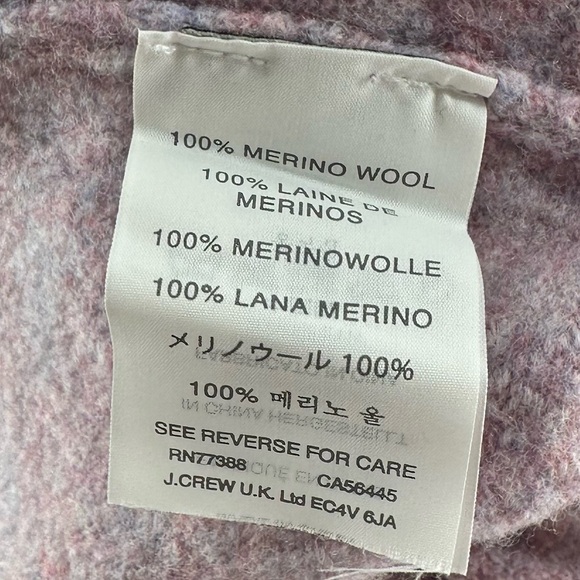 100% MERINO WOOL
100% LAINE DE
MERINOS
100% MERINOWOLLE
100% LANA MERINO
メリノウール 100%
100% 메리노 울
SEE REVERSE FOR CARE
RN77388 CA56445
J.CREW U.K. Ltd EC4V 6JA